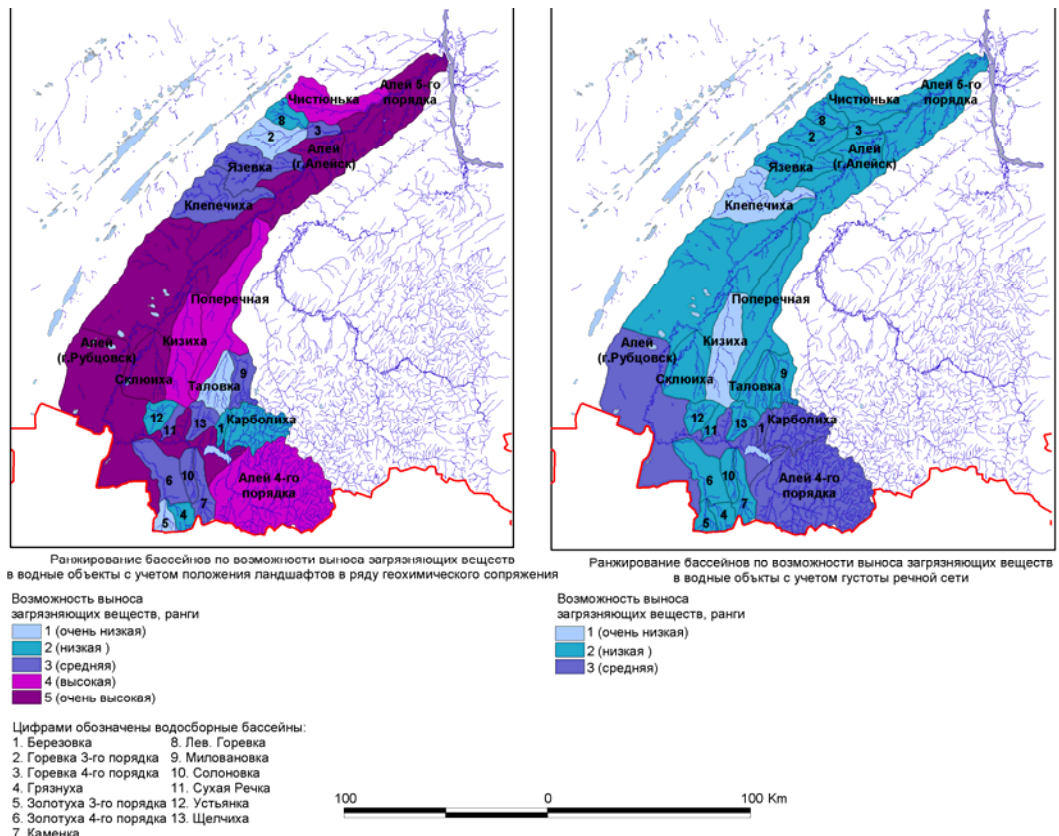 Чистюнька
Алей 5-го
порядка
8
2
3
Алей
(г.Алейск)
Язевка
Клепечиха
Поперечная
Алей
(г.Рубцовск)
Кизиха
Склюиха
Таловка
9
12
11
13
1
Карболиха
6
10
Алей 4-го
порядка
7
5
4
Ранжирование бассейнов по возможности выноса загрязняющих веществ
в водные объекты с учетом положения ландшафтов в ряду геохимического сопряжения
Возможность выноса
загрязняющих веществ, ранги
1 (очень низкая)
2 (низкая )
3 (средняя)
4 (высокая)
5 (очень высокая)
Цифрами обозначены водосборные бассейны:
1. Березовка 8. Лев. Горевка
2. Горевка 3-го порядка 9. Миловановка
3. Горевка 4-го порядка 10. Солоновка
4. Грязнуха 11. Сухая Речка
5. Золотуха 3-го порядка 12. Устьянка
6. Золотуха 4-го порядка 13. Щелчиха
7. Каменка
Чистюнька
Алей 5-го
порядка
8
2
3
Алей
(г.Алейск)
Язевка
Клепечиха
Поперечная
Алей
(г.Рубцовск)
Кизиха
Склюиха
Таловка
9
12
11
13
1
Карболиха
6
10
Алей 4-го
порядка
7
5
4
Ранжирование бассейнов по возможности выноса загрязняющих веществ
в водные объкты с учетом густоты речной сети
Возможность выноса
загрязняющих веществ, ранги
1 (очень низкая)
2 (низкая )
3 (средняя)
100 0 100 Km